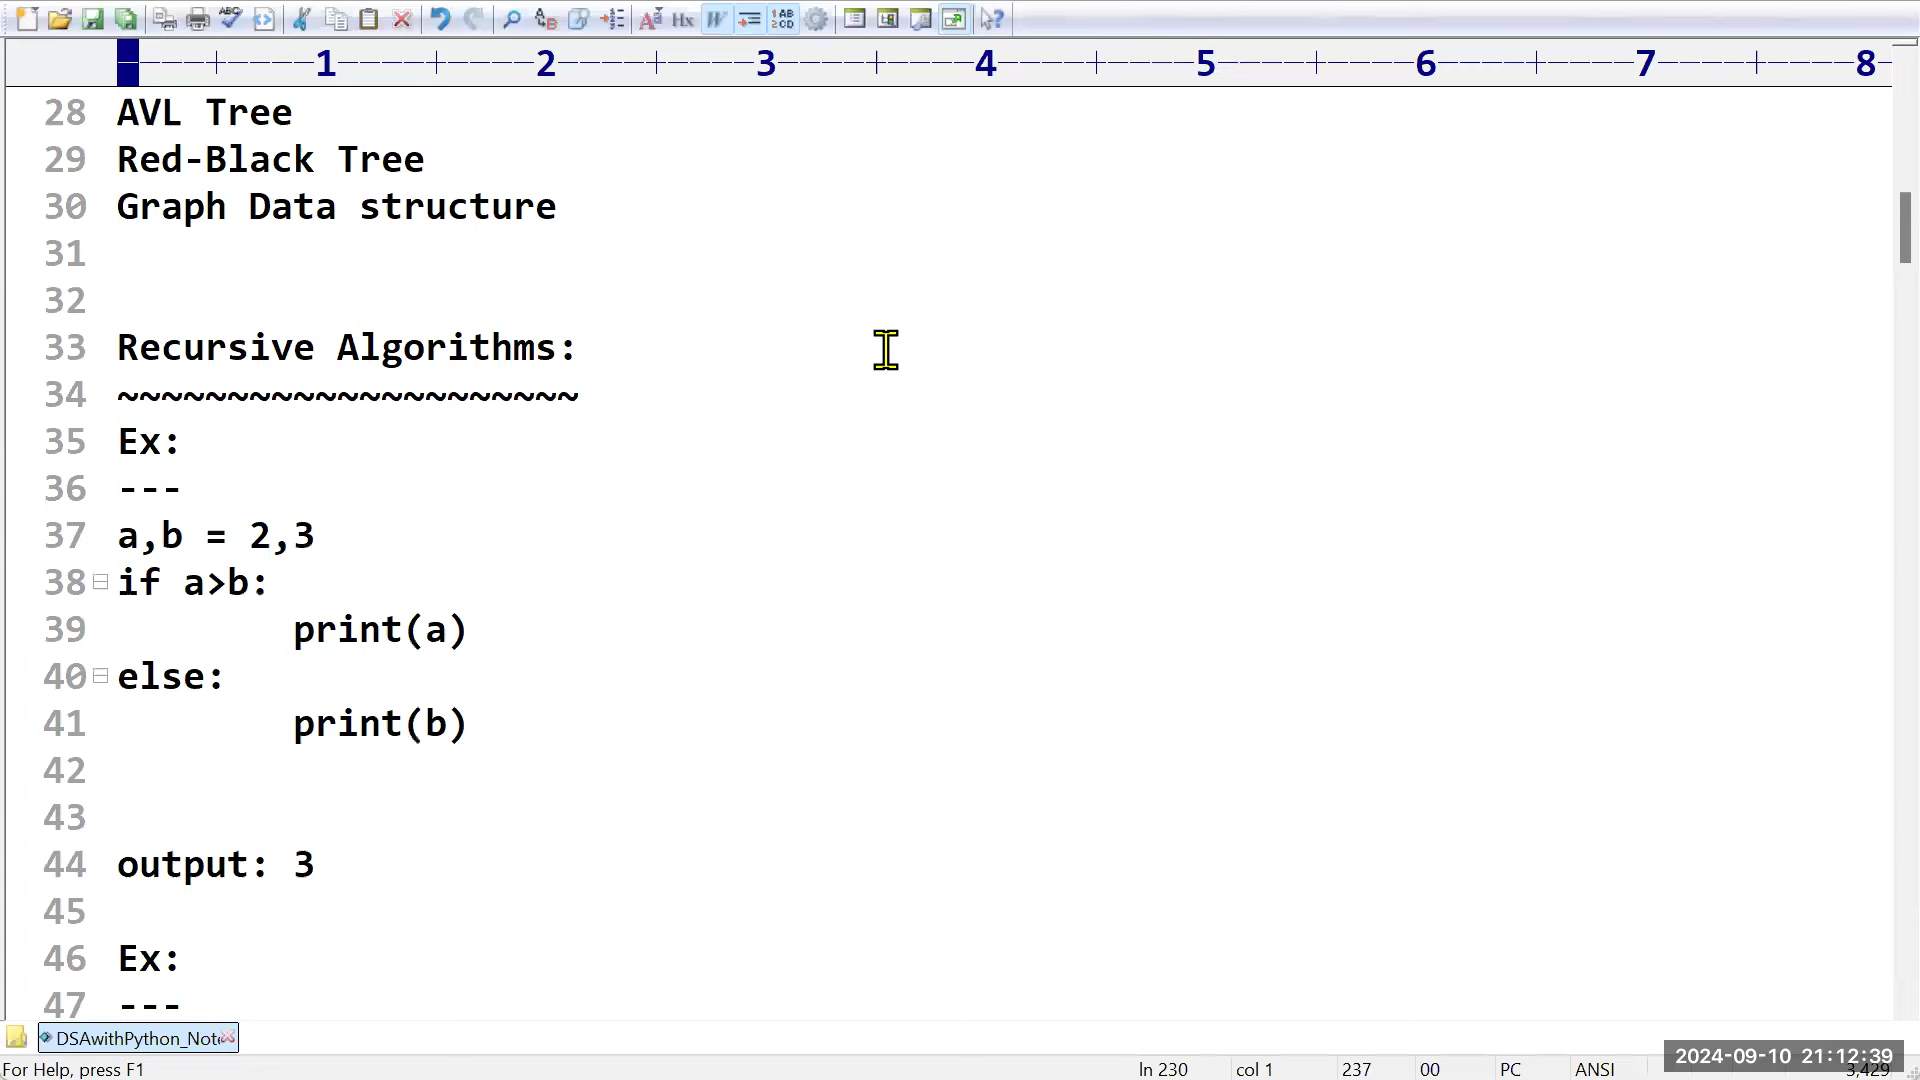 1 2 3 4 5 6 7 8
28 AVL Tree
29 Red-Black Tree
30 Graph Data structure
31
32
33 Recursive Algorithms:
34 ~~~~~~~~~~~~~~~~~~~~~
35 Ex:
36 ---
37 a,b = 2,3
38 if a>b:
39         print(a)
40 else:
41         print(b)
42
43
44 output: 3
45
46 Ex:
47 ---
DSAwithPython_Note
For Help, press F1 ln 230 col 1 237 00 PC ANSI 3,429
2024-09-10 21:12:39